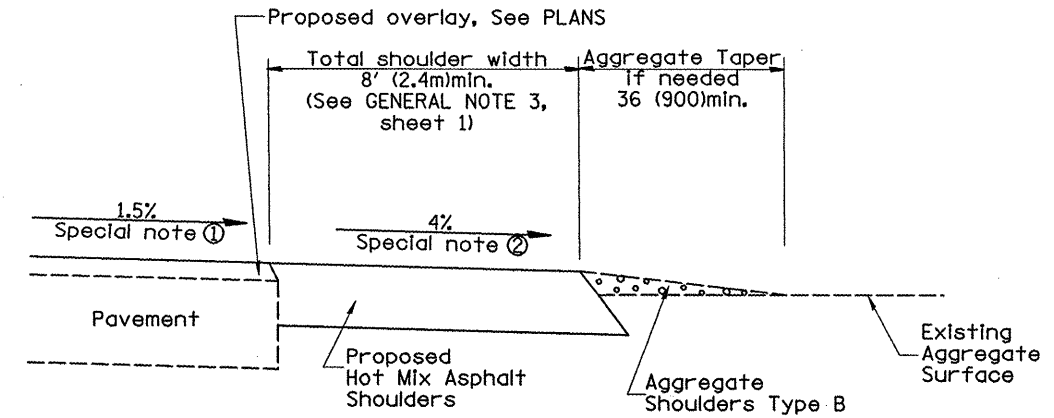 Proposed overlay, See PLANS
Total shoulder width
8' (2.4m)min.
(See GENERAL NOTE 3,
sheet 1)
Aggregate Taper
if needed
36 (900)min.
1.5%
Special note ①
4%
Special note ②
Pavement
Proposed
Hot Mix Asphalt
Shoulders
Aggregate
Shoulders Type B
Existing
Aggregate
Surface